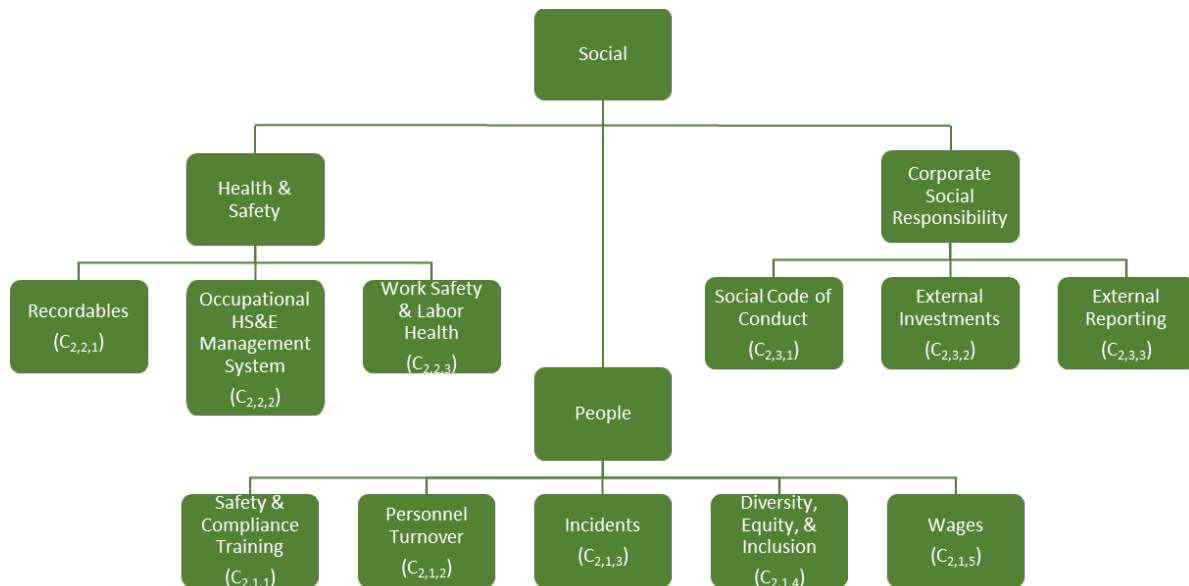 Social
Health &
Safety
Corporate
Social
Responsibility
Recordables
(C2,2,1)
Occupational
HS&E
Management
System
(C2,2,2)
Work Safety
& Labor
Health
(C2,2,3)
Social Code of
Conduct
(C2,3,1)
External
Investments
(C2,3,2)
External
Reporting
(C2,3,3)
People
Safety &
Compliance
Training
(C2,1,1)
Personnel
Turnover
(C2,1,2)
Incidents
(C2,1,3)
Diversity,
Equity, &
Inclusion
(C2,1,4)
Wages
(C2,1,5)